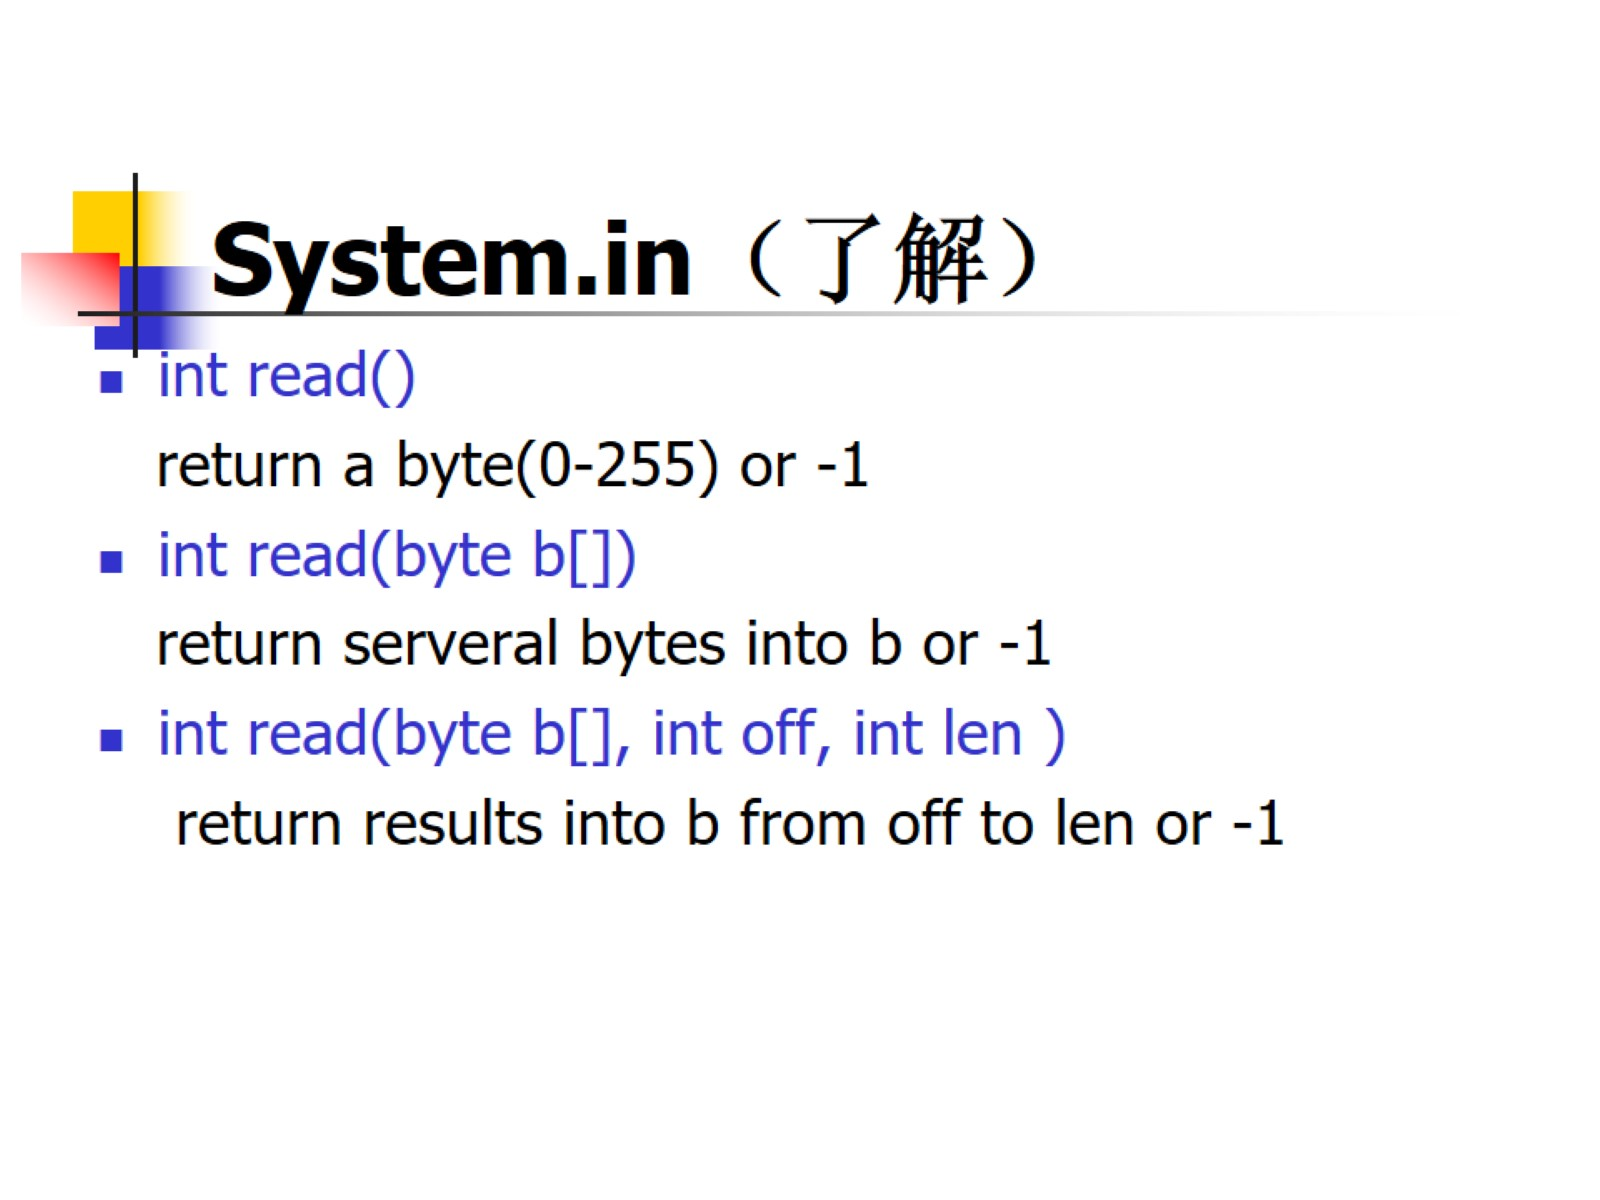 System.in（了解）
int read()
return a byte(0-255) or -1
int read(byte b[])
return serveral bytes into b or -1
int read(byte b[], int off, int len )
return results into b from off to len or -1